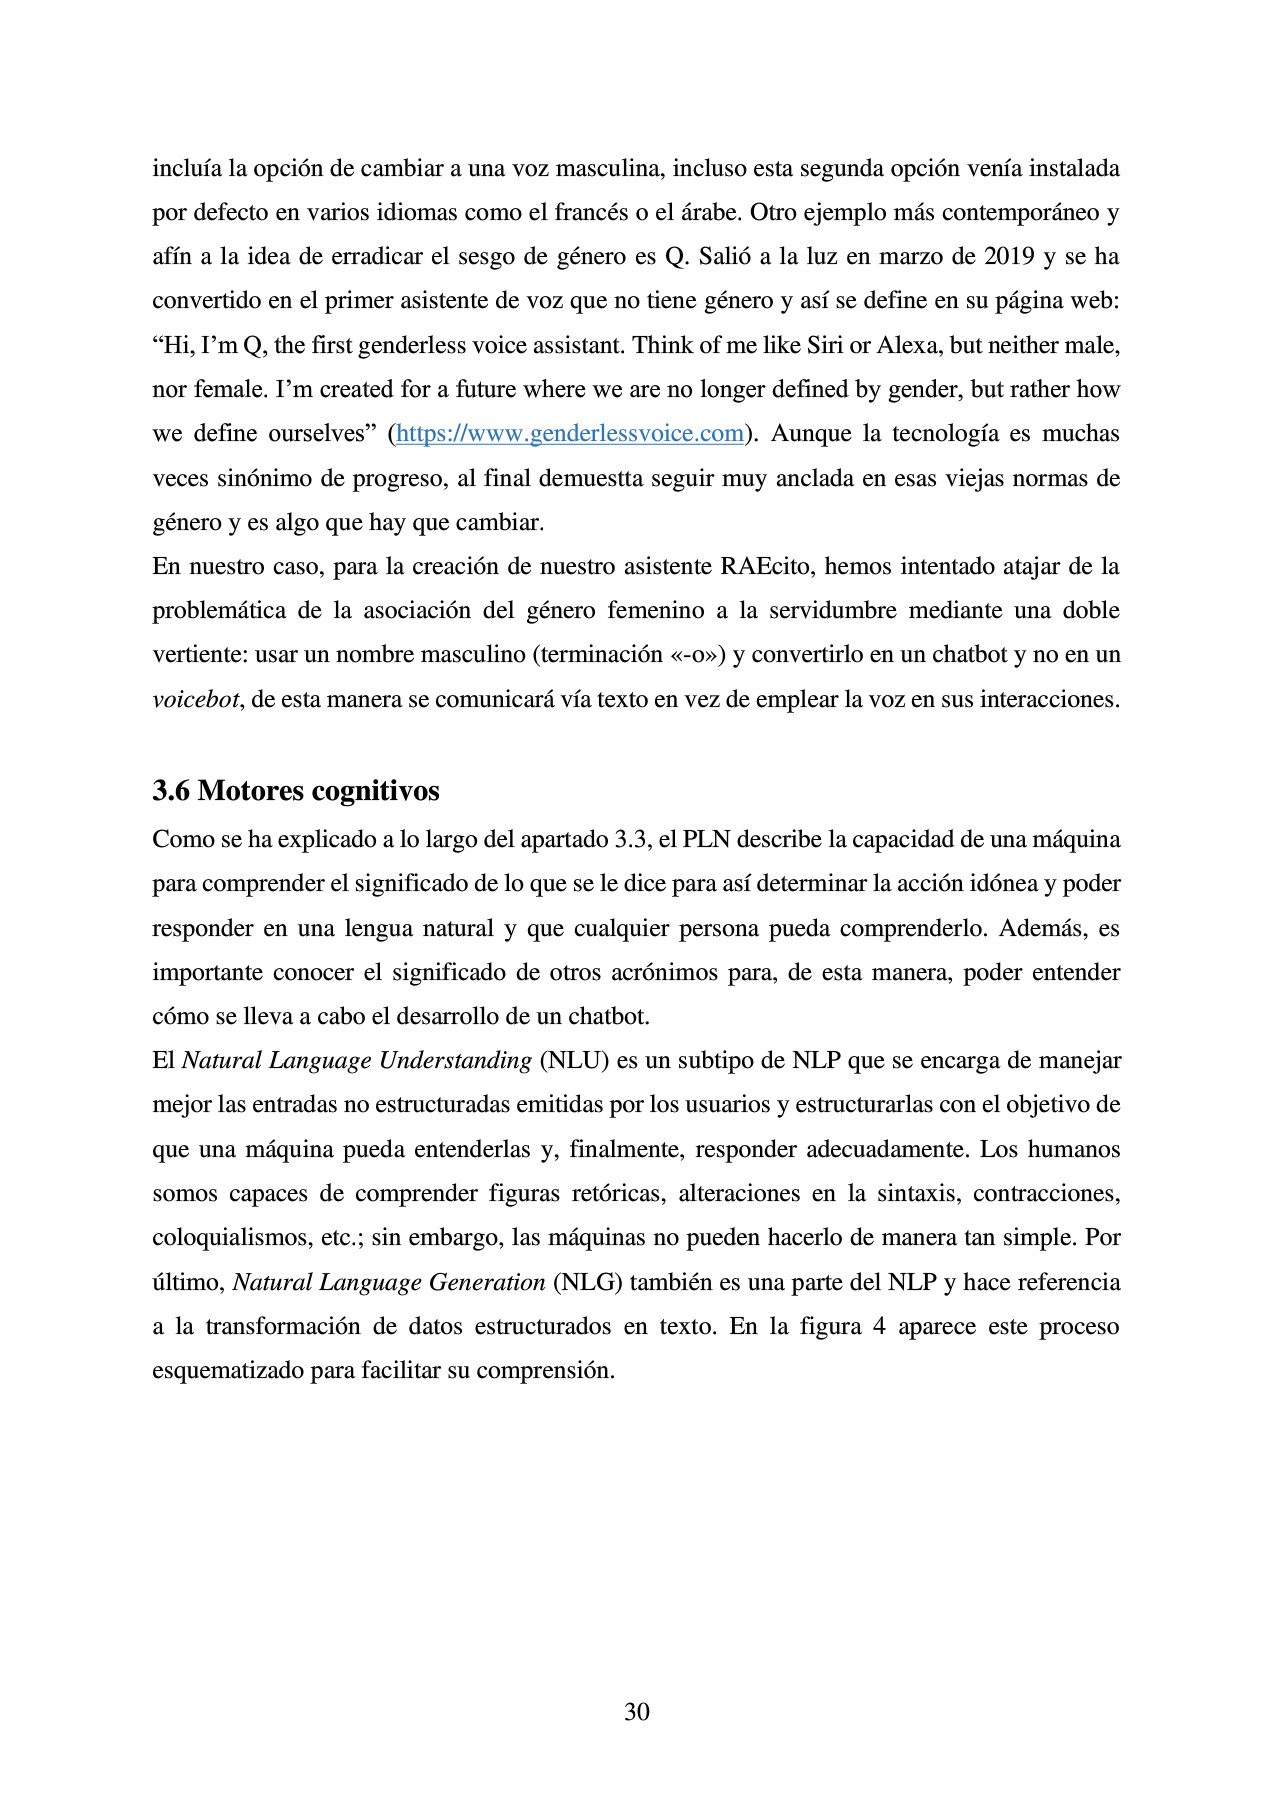 incluía la opción de cambiar a una voz masculina, incluso esta segunda opción venía instalada
por defecto en varios idiomas como el francés o el árabe. Otro ejemplo más contemporáneo y
afín a la idea de erradicar el sesgo de género es Q. Salió a la luz en marzo de 2019 y se ha
convertido en el primer asistente de voz que no tiene género y así se define en su página web:
“Hi, I’m Q, the first genderless voice assistant. Think of me like Siri or Alexa, but neither male,
nor female. I’m created for a future where we are no longer defined by gender, but rather how
we define ourselves” (https://www.genderlessvoice.com). Aunque la tecnología es muchas
veces sinónimo de progreso, al final demuestta seguir muy anclada en esas viejas normas de
género y es algo que hay que cambiar.
En nuestro caso, para la creación de nuestro asistente RAEcito, hemos intentado atajar de la
problemática de la asociación del género femenino a la servidumbre mediante una doble
vertiente: usar un nombre masculino (terminación «-o») y convertirlo en un chatbot y no en un
voicebot, de esta manera se comunicará vía texto en vez de emplear la voz en sus interacciones.
3.6 Motores cognitivos
Como se ha explicado a lo largo del apartado 3.3, el PLN describe la capacidad de una máquina
para comprender el significado de lo que se le dice para así determinar la acción idónea y poder
responder en una lengua natural y que cualquier persona pueda comprenderlo. Además, es
importante conocer el significado de otros acrónimos para, de esta manera, poder entender
cómo se lleva a cabo el desarrollo de un chatbot.
El Natural Language Understanding (NLU) es un subtipo de NLP que se encarga de manejar
mejor las entradas no estructuradas emitidas por los usuarios y estructurarlas con el objetivo de
que una máquina pueda entenderlas y, finalmente, responder adecuadamente. Los humanos
somos capaces de comprender figuras retóricas, alteraciones en la sintaxis, contracciones,
coloquialismos, etc.; sin embargo, las máquinas no pueden hacerlo de manera tan simple. Por
último, Natural Language Generation (NLG) también es una parte del NLP y hace referencia
a la transformación de datos estructurados en texto. En la figura 4 aparece este proceso
esquematizado para facilitar su comprensión.
30